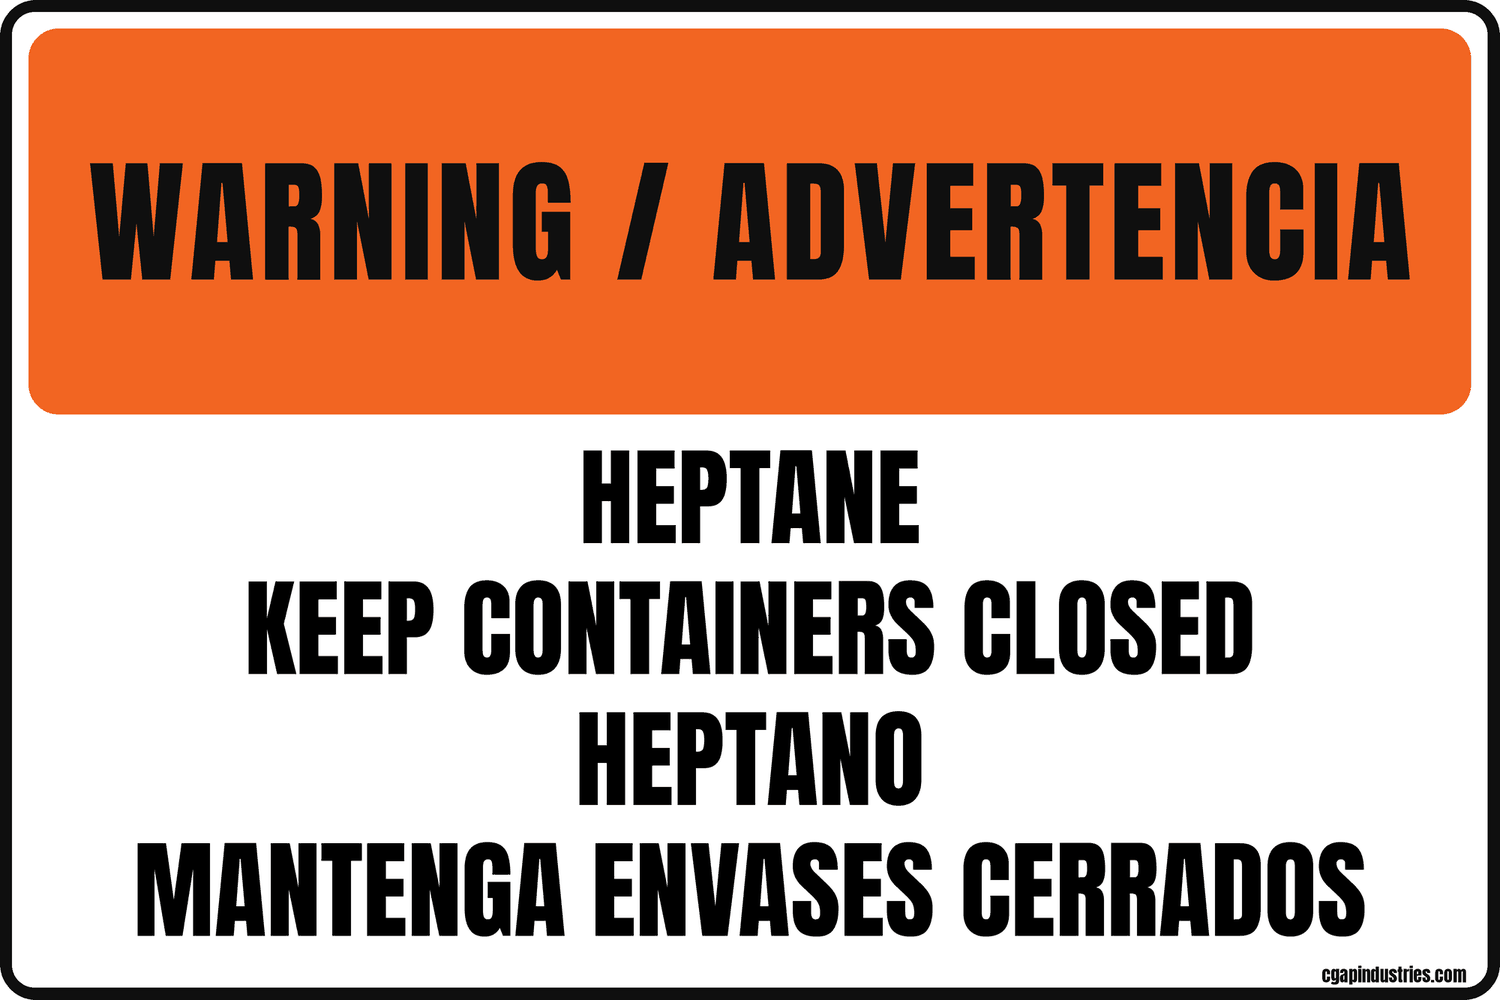 WARNING / ADVERTENCIA
HEPTANE
KEEP CONTAINERS CLOSED
HEPTANO
MANTENGA ENVASES CERRADOS
cgapindustries.com